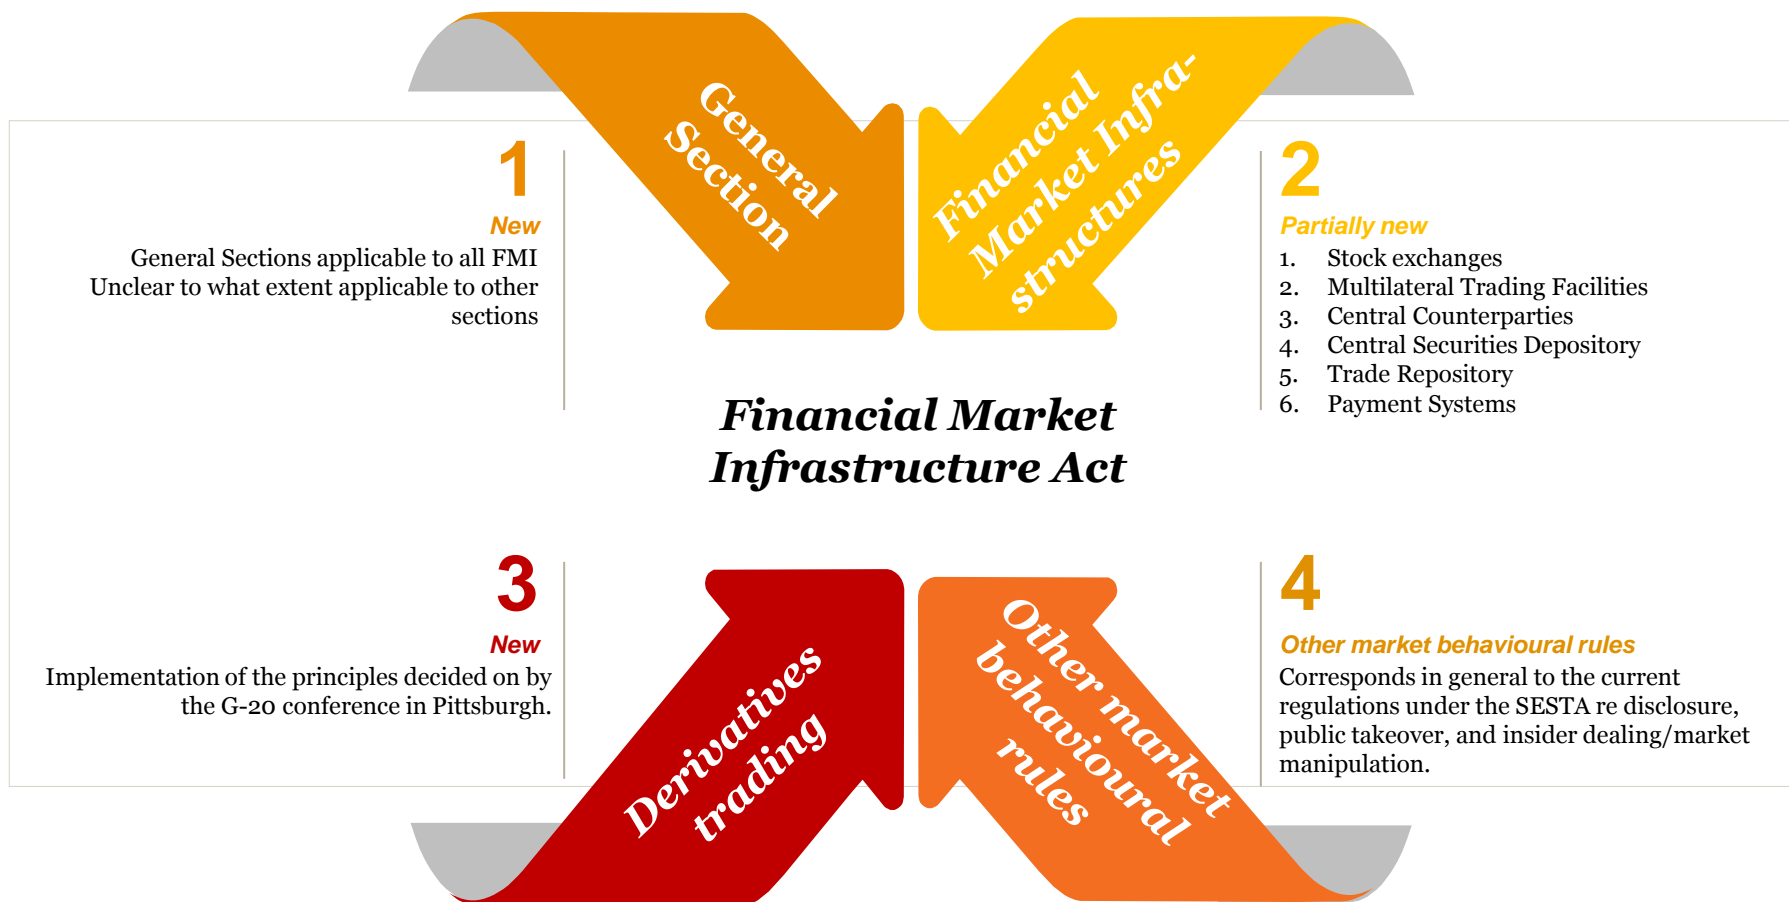 General
Section
Financial
Market Infra-
structures
1
New
General Sections applicable to all FMI
Unclear to what extent applicable to other
sections
2
Partially new
1. Stock exchanges
2. Multilateral Trading Facilities
3. Central Counterparties
4. Central Securities Depository
5. Trade Repository
6. Payment Systems
Financial Market
Infrastructure Act
3
New
Implementation of the principles decided on by
the G-20 conference in Pittsburgh.
Derivatives
trading
Other market
behavioural
rules
4
Other market behavioural rules
Corresponds in general to the current
regulations under the SESTA re disclosure,
public takeover, and insider dealing/market
manipulation.